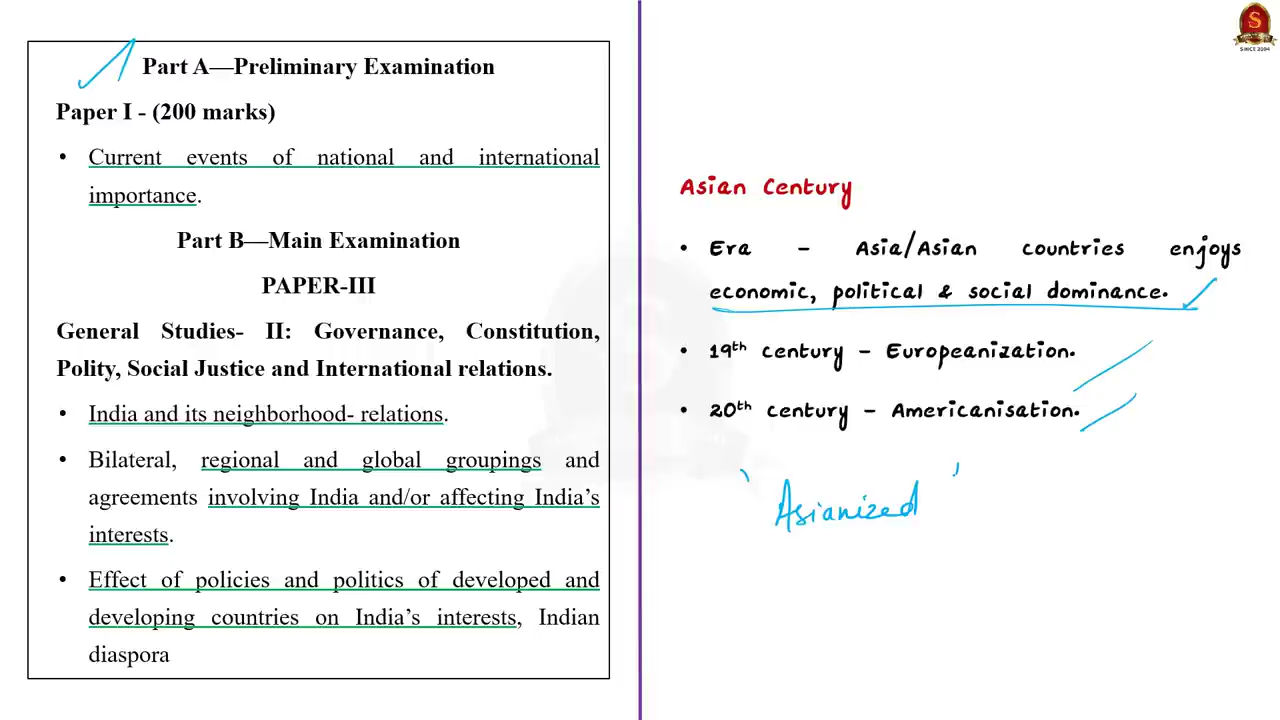 Part A—Preliminary Examination
Paper I - (200 marks)
• Current events of national and international
importance.
Part B—Main Examination
PAPER-III
General Studies- II: Governance, Constitution,
Polity, Social Justice and International relations.
• India and its neighborhood- relations.
• Bilateral, regional and global groupings and
agreements involving India and/or affecting India's
interests.
• Effect of policies and politics of developed and
developing countries on India's interests, Indian
diaspora
S
SINCE 2004
Asian Century
• Era - Asia/Asian countries enjoys
economic, political & social dominance.
• 19th century - Europeanization.
• 20th century - Americanisation.
'Asianized'